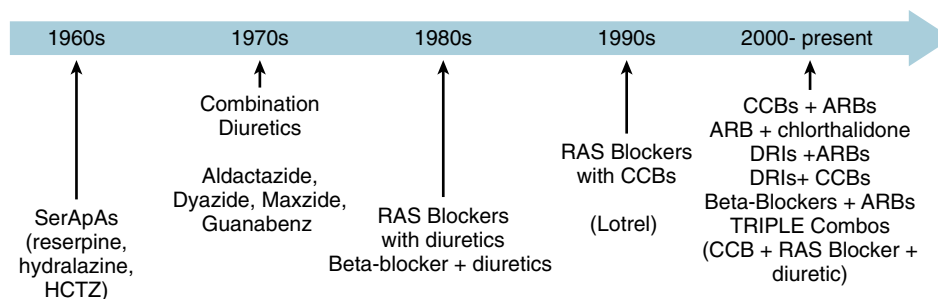 1960s
1970s
1980s
1990s
2000- present
SerApAs
(reserpine,
hydralazine,
HCTZ)
Combination
Diuretics
Aldactazide,
Dyazide, Maxzide,
Guanabenz
RAS Blockers
with diuretics
Beta-blocker + diuretics
RAS Blockers
with CCBs
(Lotrel)
CCBs + ARBs
ARB + chlorthalidone
DRIs +ARBs
DRIs+ CCBs
Beta-Blockers + ARBs
TRIPLE Combos
(CCB + RAS Blocker +
diuretic)